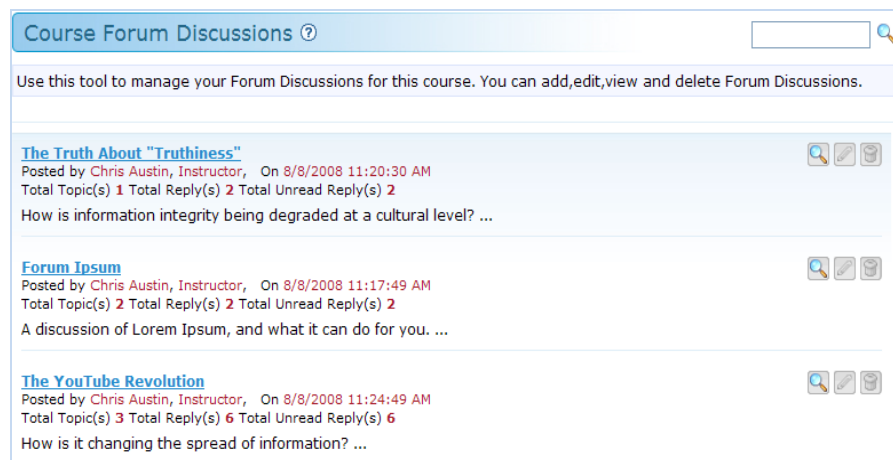 Course Forum Discussions ?
Use this tool to manage your Forum Discussions for this course. You can add,edit,view and delete Forum Discussions.
The Truth About "Truthiness"
Posted by Chris Austin, Instructor, On 8/8/2008 11:20:30 AM
Total Topic(s) 1 Total Reply(s) 2 Total Unread Reply(s) 2
How is information integrity being degraded at a cultural level? ...
Forum Ipsum
Posted by Chris Austin, Instructor, On 8/8/2008 11:17:49 AM
Total Topic(s) 2 Total Reply(s) 2 Total Unread Reply(s) 2
A discussion of Lorem Ipsum, and what it can do for you. ...
The YouTube Revolution
Posted by Chris Austin, Instructor, On 8/8/2008 11:24:49 AM
Total Topic(s) 3 Total Reply(s) 6 Total Unread Reply(s) 6
How is it changing the spread of information? ...